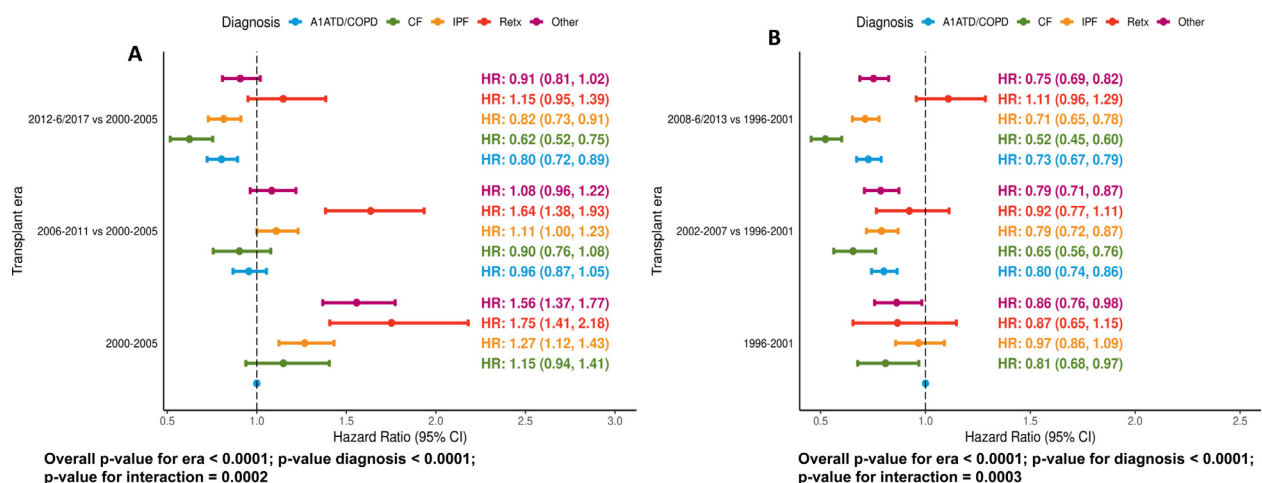 Diagnosis A1ATD/COPD CF IPF Retx Other
A
HR: 0.91 (0.81, 1.02)
HR: 1.15 (0.95, 1.39)
2012-6/2017 vs 2000-2005
HR: 0.82 (0.73, 0.91)
HR: 0.62 (0.52, 0.75)
HR: 0.80 (0.72, 0.89)
HR: 1.08 (0.96, 1.22)
HR: 1.64 (1.38, 1.93)
2006-2011 vs 2000-2005
HR: 1.11 (1.00, 1.23)
HR: 0.90 (0.76, 1.08)
HR: 0.96 (0.87, 1.05)
HR: 1.56 (1.37, 1.77)
HR: 1.75 (1.41, 2.18)
2000-2005
HR: 1.27 (1.12, 1.43)
HR: 1.15 (0.94, 1.41)
Transplant era
0.5 1.0 1.5 2.0 2.5 3.0
Hazard Ratio (95% CI)
Overall p-value for era < 0.0001; p-value diagnosis < 0.0001;
p-value for interaction = 0.0002
Diagnosis A1ATD/COPD CF IPF Retx Other
B
HR: 0.75 (0.69, 0.82)
HR: 1.11 (0.96, 1.29)
2008-6/2013 vs 1996-2001
HR: 0.71 (0.65, 0.78)
HR: 0.52 (0.45, 0.60)
HR: 0.73 (0.67, 0.79)
HR: 0.79 (0.71, 0.87)
HR: 0.92 (0.77, 1.11)
2002-2007 vs 1996-2001
HR: 0.79 (0.72, 0.87)
HR: 0.65 (0.56, 0.76)
HR: 0.80 (0.74, 0.86)
HR: 0.86 (0.76, 0.98)
HR: 0.87 (0.65, 1.15)
1996-2001
HR: 0.97 (0.86, 1.09)
HR: 0.81 (0.68, 0.97)
Transplant era
0.5 1.0 1.5 2.0 2.5
Hazard Ratio (95% CI)
Overall p-value for era < 0.0001; p-value for diagnosis < 0.0001;
p-value for interaction = 0.0003